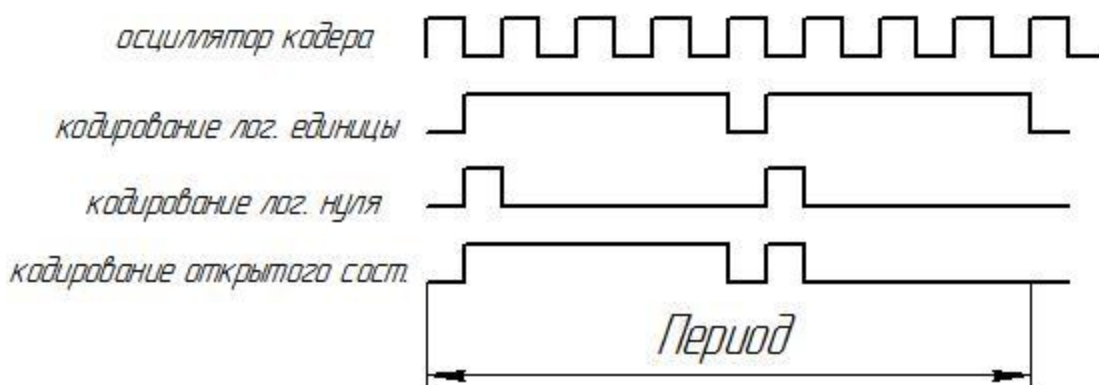 осциллятор кодера
кодирование лог. единицы
кодирование лог. нуля
кодирование открытого сост.
Период